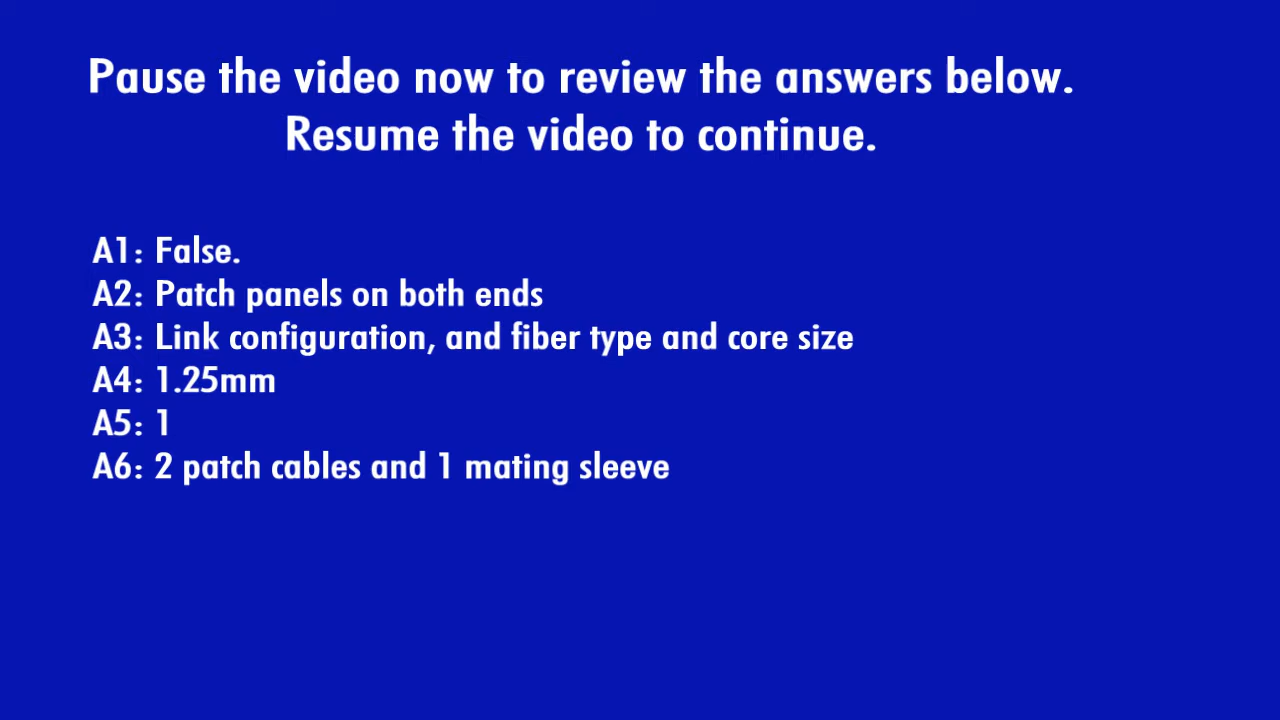 Pause the video now to review the answers below.
Resume the video to continue.
A1: False.
A2: Patch panels on both ends
A3: Link configuration, and fiber type and core size
A4: 1.25mm
A5: 1
A6: 2 patch cables and 1 mating sleeve